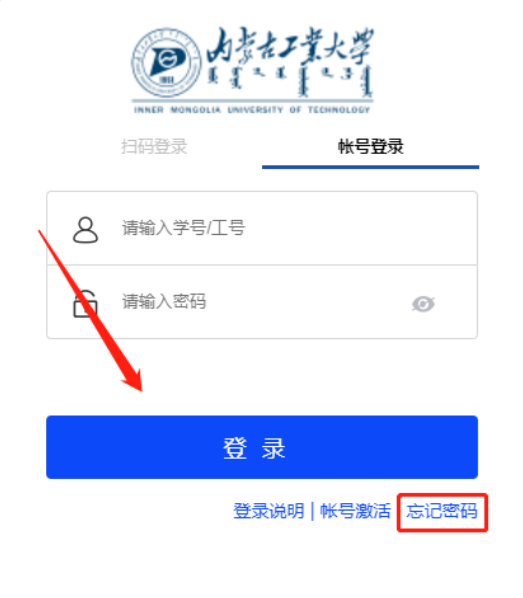 内蒙古工业大学
INNER MONGOLIA UNIVERSITY OF TECHNOLOGY
扫码登录 帐号登录
请输入学号/工号
请输入密码
登 录
登录说明 | 帐号激活 忘记密码